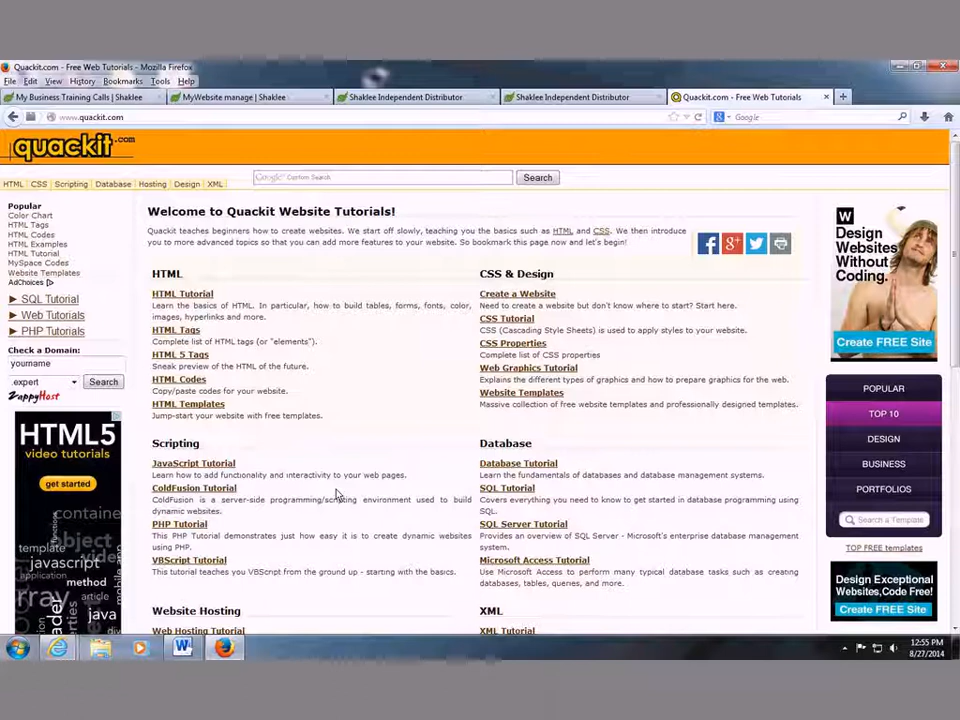 Quackit.com - Free Web Tutorials - Mozilla Firefox
File Edit View History Bookmarks Tools Help
My Business Training Calls | Shaklee
MyWebsite manage | Shaklee
Shaklee Independent Distributor
Shaklee Independent Distributor
Quackit.com - Free Web Tutorials
www.quackit.com
Google
quackit.com
HTML CSS Scripting Database Hosting Design XML
Google Custom Search
Search
Popular
Color Chart
HTML Tags
HTML Codes
HTML Examples
HTML Tutorial
MySpace Codes
Website Templates
AdChoices
► SQL Tutorial
► Web Tutorials
► PHP Tutorials
Check a Domain:
yourname
.expert
Search
ZappyHost
HTML5
video tutorials
get started
container
object
video
template
javascript
application
method
array
article
java
Welcome to Quackit Website Tutorials!
Quackit teaches beginners how to create websites. We start off slowly, teaching you the basics such as HTML and CSS. We then introduce
you to more advanced topics so that you can add more features to your website. So bookmark this page now and let's begin!
HTML
HTML Tutorial
Learn the basics of HTML. In particular, how to build tables, forms, fonts, color,
images, hyperlinks and more.
HTML Tags
Complete list of HTML tags (or "elements").
HTML 5 Tags
Sneak preview of the HTML of the future.
HTML Codes
Copy/paste codes for your website.
HTML Templates
Jump-start your website with free templates.
CSS & Design
Create a Website
Need to create a website but don't know where to start? Start here.
CSS Tutorial
CSS (Cascading Style Sheets) is used to apply styles to your website.
CSS Properties
Complete list of CSS properties
Web Graphics Tutorial
Explains the different types of graphics and how to prepare graphics for the web.
Website Templates
Massive collection of free website templates and professionally designed templates.
Scripting
JavaScript Tutorial
Learn how to add functionality and interactivity to your web pages.
ColdFusion Tutorial
ColdFusion is a server-side programming/scripting environment used to build
dynamic websites.
PHP Tutorial
This PHP Tutorial demonstrates just how easy it is to create dynamic websites
using PHP.
VBScript Tutorial
This tutorial teaches you VBScript from the ground up - starting with the basics.
Database
Database Tutorial
Learn the fundamentals of databases and database management systems.
SQL Tutorial
Covers everything you need to know to get started in database programming using
SQL.
SQL Server Tutorial
Provides an overview of SQL Server - Microsoft's enterprise database management
system.
Microsoft Access Tutorial
Use Microsoft Access to perform many typical database tasks such as creating
databases, tables, queries, and more.
Website Hosting
Web Hosting Tutorial
XML
XML Tutorial
W
Design
Websites
Without
Coding.
Create FREE Site
POPULAR
TOP 10
DESIGN
BUSINESS
PORTFOLIOS
Search a Template
TOP FREE templates
Design Exceptional
Websites,Code Free!
Create FREE Site
12:55 PM
8/27/2014